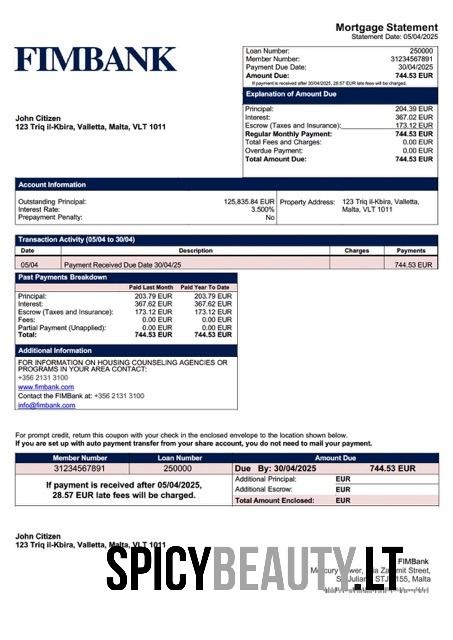 Mortgage Statement
Statement Date: 05/04/2025
FIMBANK
Loan Number: 250000
Member Number: 31234567891
Payment Due Date: 30/04/2025
Amount Due: 744.53 EUR
If payment is received after 30/04/2025, 28.57 EUR late fees will be charged.
Explanation of Amount Due
Principal: 204.39 EUR
Interest: 367.02 EUR
Escrow (Taxes and Insurance): 173.12 EUR
Regular Monthly Payment: 744.53 EUR
Total Fees and Charges: 0.00 EUR
Overdue Payment: 0.00 EUR
Total Amount Due: 744.53 EUR
John Citizen
123 Triq il-Kbira, Valletta, Malta, VLT 1011
Account Information
Outstanding Principal: 125,835.84 EUR
Interest Rate: 3.500%
Prepayment Penalty: No
Property Address: 123 Triq il-Kbira, Valletta,
Malta, VLT 1011
Transaction Activity (05/04 to 30/04)
Date Description Charges Payments
05/04 Payment Received Due Date 30/04/25 744.53 EUR
Past Payments Breakdown
Paid Last Month Paid Year To Date
Principal: 203.79 EUR 203.79 EUR
Interest: 367.62 EUR 367.62 EUR
Escrow (Taxes and Insurance): 173.12 EUR 173.12 EUR
Fees: 0.00 EUR 0.00 EUR
Partial Payment (Unapplied): 0.00 EUR 0.00 EUR
Total: 744.53 EUR 744.53 EUR
Additional Information
FOR INFORMATION ON HOUSING COUNSELING AGENCIES OR
PROGRAMS IN YOUR AREA CONTACT:
+356 2131 3100
www.fimbank.com
Contact the FIMBank at: +356 2131 3100
info@fimbank.com
For prompt credit, return this coupon with your check in the enclosed envelope to the location shown below.
If you are set up with auto payment transfer from your share account, you do not need to mail your payment.
Member Number Loan Number Amount Due
31234567891 250000 Due By: 30/04/2025 744.53 EUR
If payment is received after 05/04/2025,
28.57 EUR late fees will be charged.
Additional Principal: EUR
Additional Escrow: EUR
Total Amount Enclosed: EUR
John Citizen
123 Triq il-Kbira, Valletta, Malta, VLT 1011
FIMBank
Street,
155, Malta
SPICYBEAUTY.LT